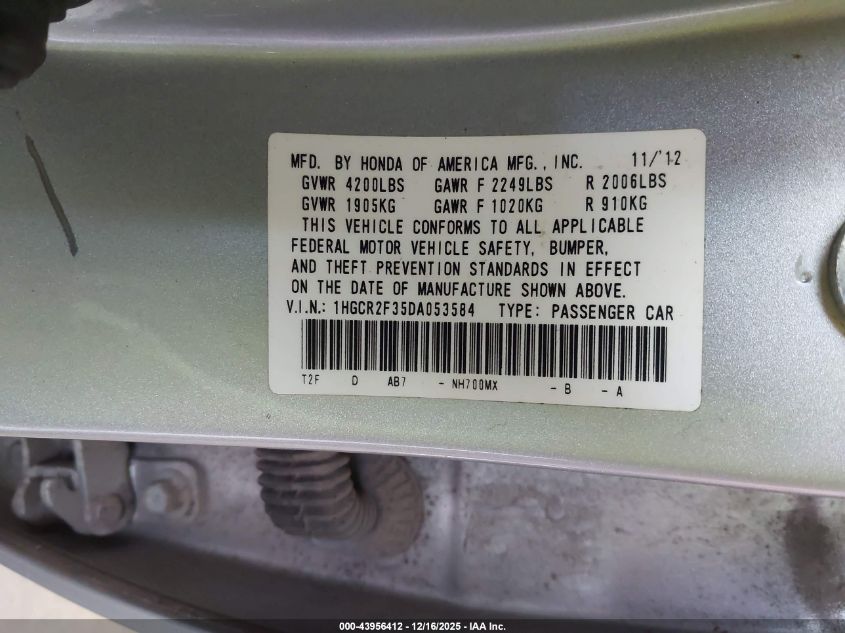 MFD. BY HONDA OF AMERICA MFG., INC. 11/'12
GVWR 4200LBS GAWR F 2249LBS R 2006LBS
GVWR 1905KG GAWR F 1020KG R 910KG
THIS VEHICLE CONFORMS TO ALL APPLICABLE
FEDERAL MOTOR VEHICLE SAFETY, BUMPER,
AND THEFT PREVENTION STANDARDS IN EFFECT
ON THE DATE OF MANUFACTURE SHOWN ABOVE.
V.I.N.: 1HGCR2F35DA053584 TYPE: PASSENGER CAR
T2F D AB7 - NH700MX - B - A
000-43956412 - 12/16/2025 - IAA Inc.